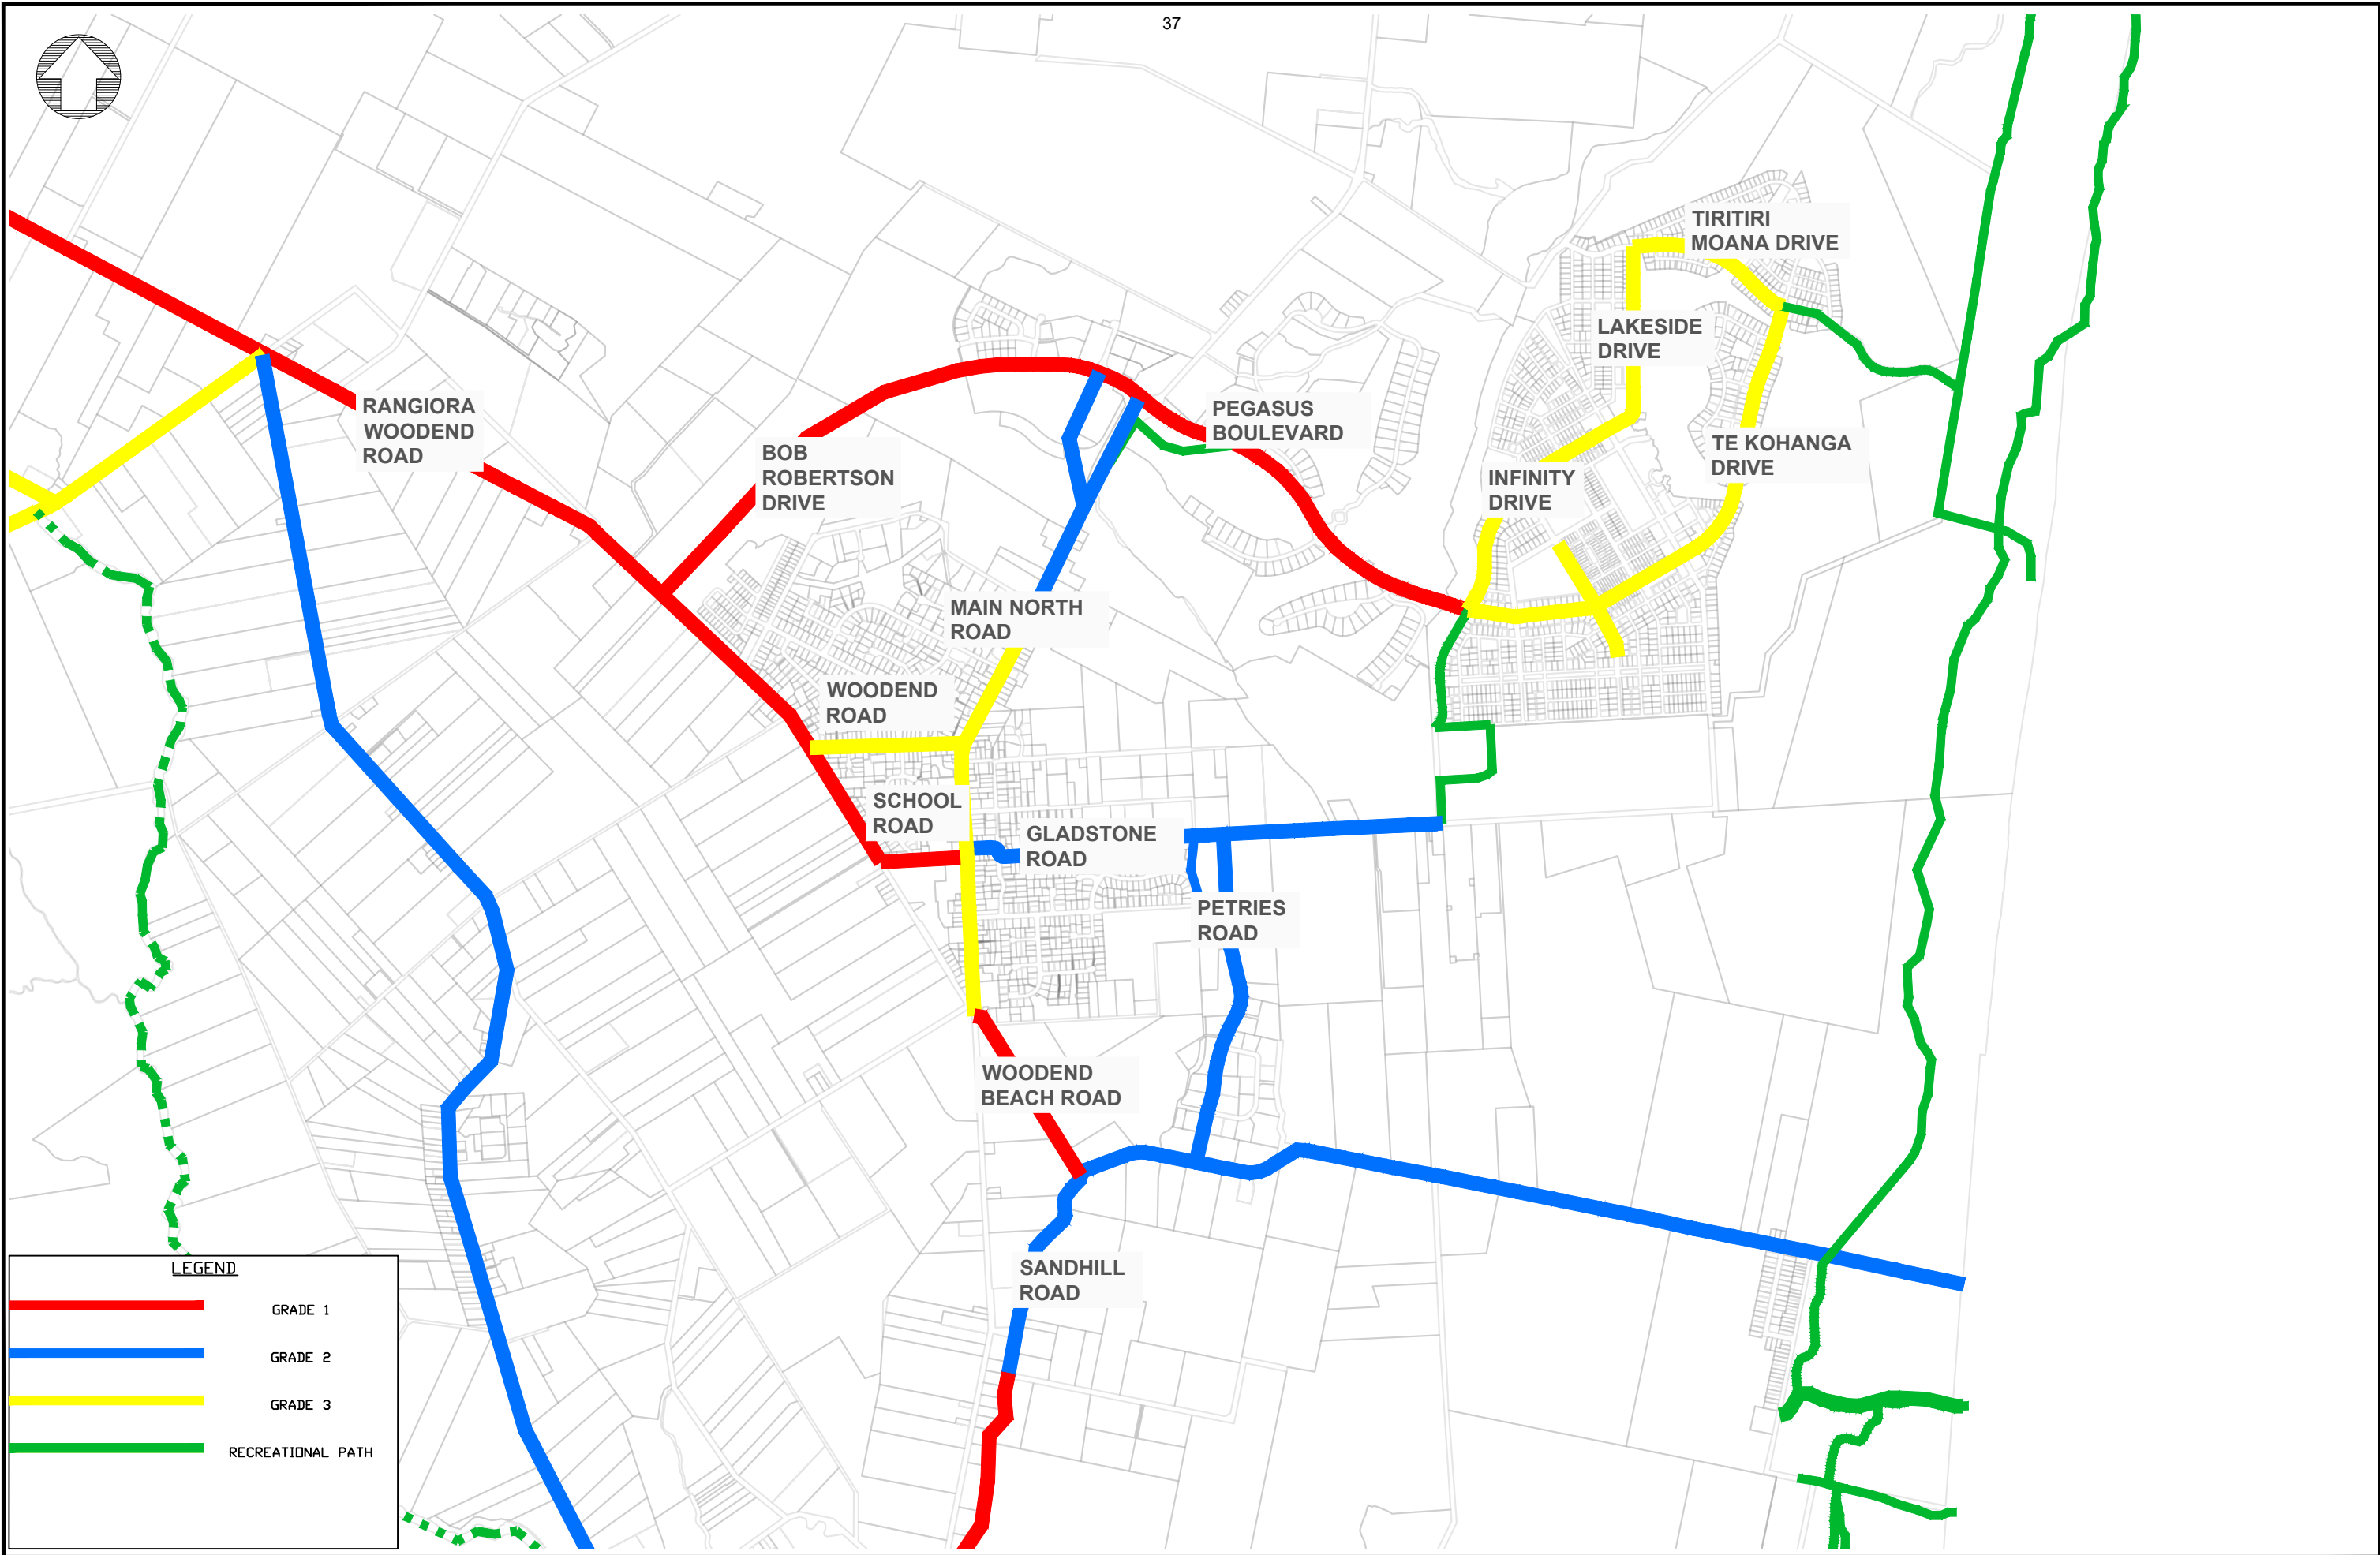 37
TIRITIRI
MOANA DRIVE
LAKESIDE
DRIVE
RANGIORA
WOODEND
ROAD
PEGASUS
BOULEVARD
BOB
ROBERTSON
DRIVE
TE KOHANGA
DRIVE
INFINITY
DRIVE
MAIN NORTH
ROAD
WOODEND
ROAD
SCHOOL
ROAD
GLADSTONE
ROAD
PETRIES
ROAD
WOODEND
BEACH ROAD
SANDHILL
ROAD
LEGEND
GRADE 1
GRADE 2
GRADE 3
RECREATIONAL PATH